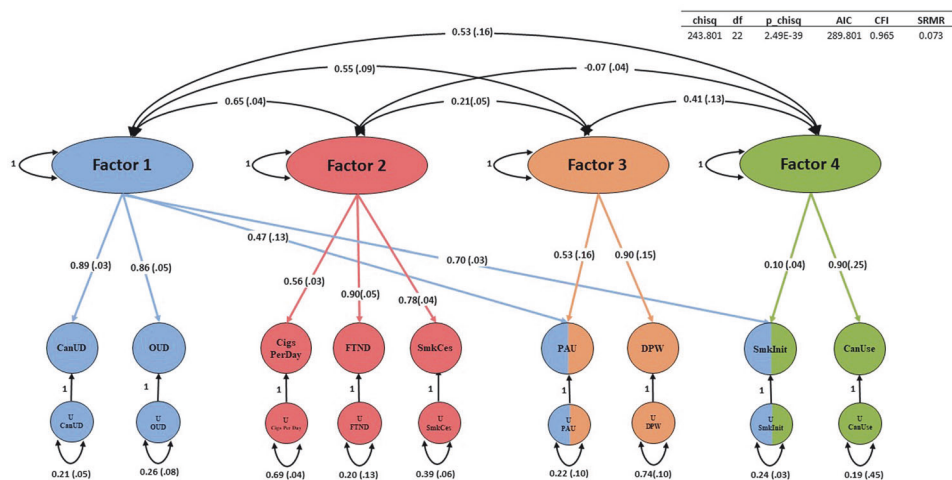 chisq df p_chisq AIC CFI SRMR
243.801 22 2.49E-39 289.801 0.965 0.073
0.53 (.16)
0.55 (.09) -0.07 (.04)
0.65 (.04) 0.21(.05) 0.41 (.13)
1 Factor 1 1 Factor 2 1 Factor 3 1 Factor 4
0.47 (.13) 0.70 (.03)
0.89 (.03) 0.86 (.05) 0.56 (.03) 0.90(.05) 0.78(.04) 0.53 (.16) 0.90 (.15) 0.10 (.04) 0.90(.25)
CanUD OUD Cigs FTND SmkCes PAU DPW SmkInit CanUse
PerDay
1 1 1 1 1 1 1 1 1
U U U U U U U U U
CanUD OUD Cigs Per Day FTND SmkCes PAU DPW SmkInit CanUse
0.21 (.05) 0.26 (.08) 0.69 (.04) 0.20 (.13) 0.39 (.06) 0.22 (.10) 0.74(.10) 0.24 (.03) 0.19 (.45)